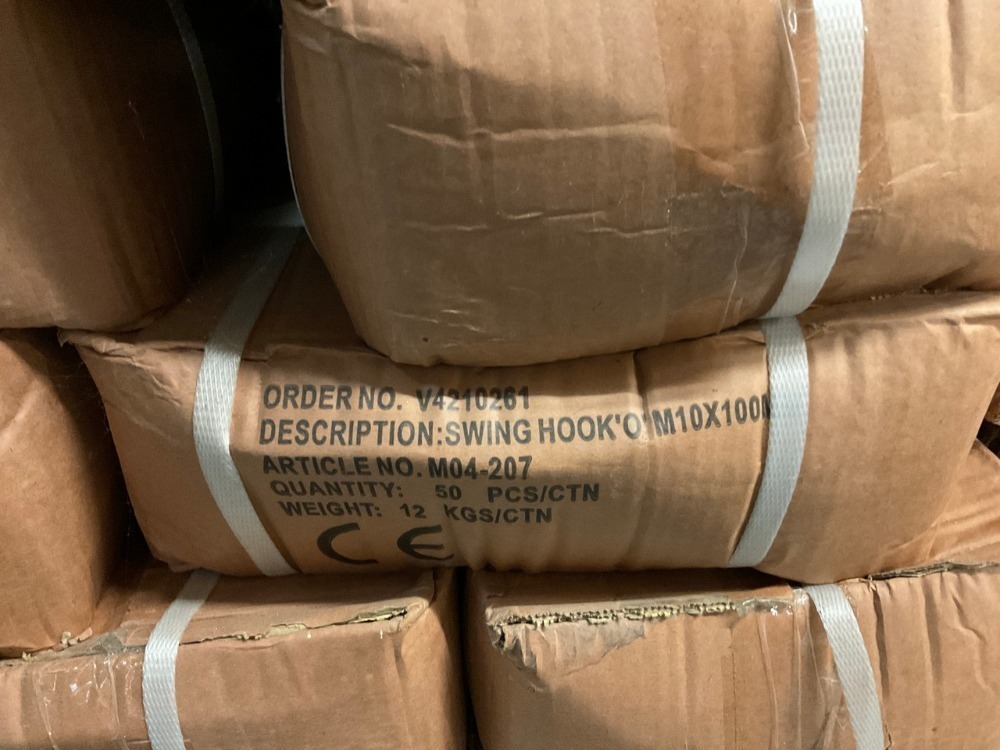 ORDER NO. V4210261
DESCRIPTION:SWING HOOK'O'M10X100M
ARTICLE NO. M04-207
QUANTITY: 50 PCS/CTN
WEIGHT: 12 KGS/CTN
CE